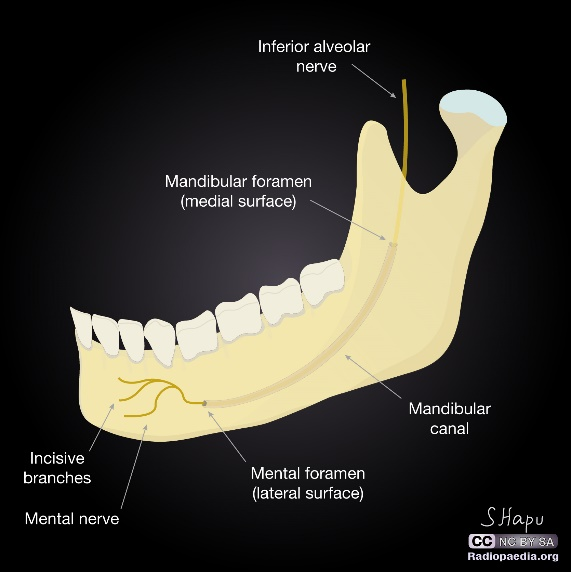 Inferior alveolar
nerve
Mandibular foramen
(medial surface)
Mandibular
canal
Incisive
branches
Mental foramen
(lateral surface)
Mental nerve
SHapu
CC NC BY SA
Radiopaedia.org